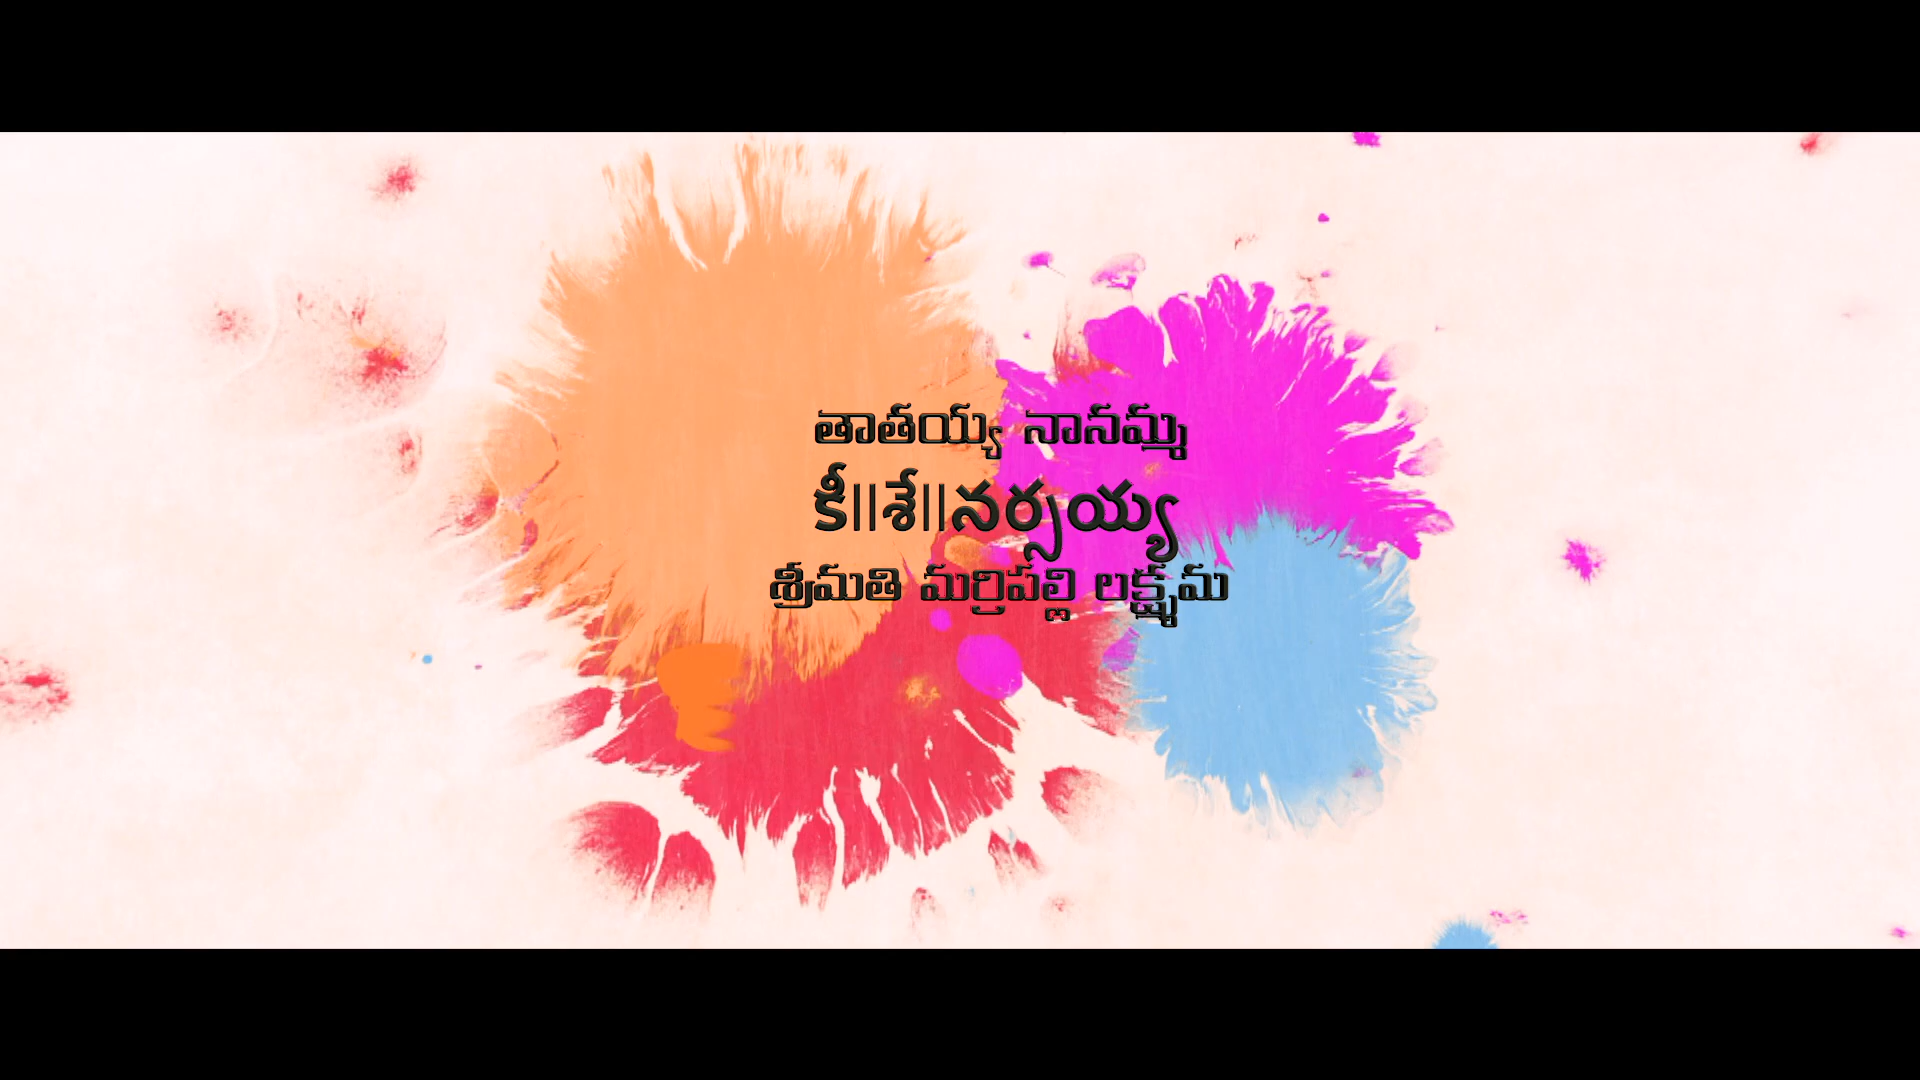 తాతయ్య నానమ్మ
కీ||శే||నర్సయ్య
శ్రీమతి మర్రిపల్లి లక్ష్మమ